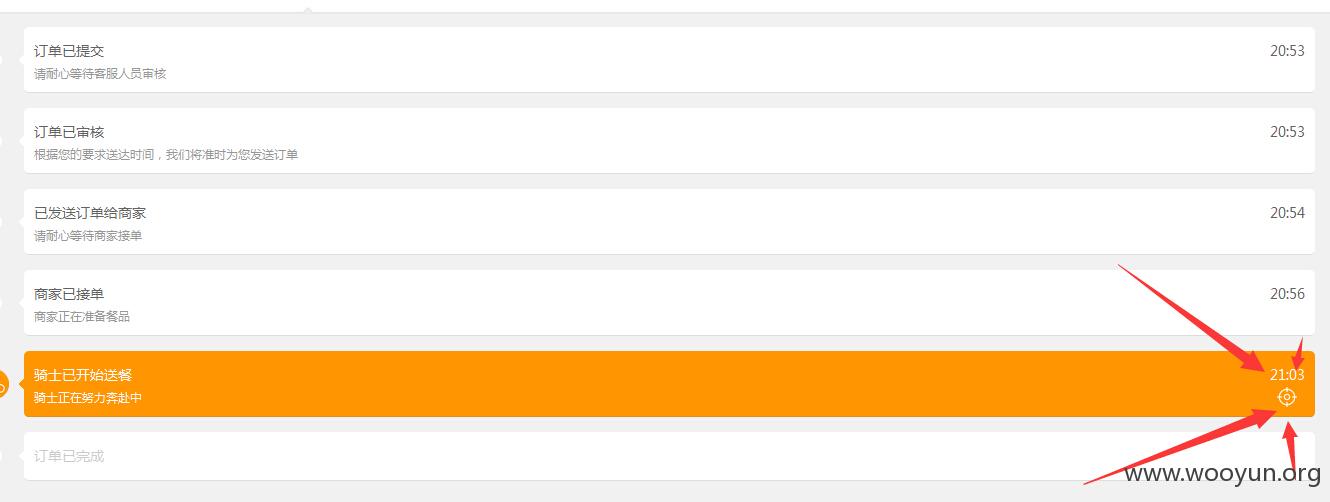 订单已提交 20:53
请耐心等待客服人员审核
订单已审核 20:53
根据您的要求送达时间，我们将准时为您发送订单
已发送订单给商家 20:54
请耐心等待商家接单
商家已接单 20:56
商家正在准备餐品
骑士已开始送餐 21:03
骑士正在努力奔赴中
订单已完成
www.wooyun.org